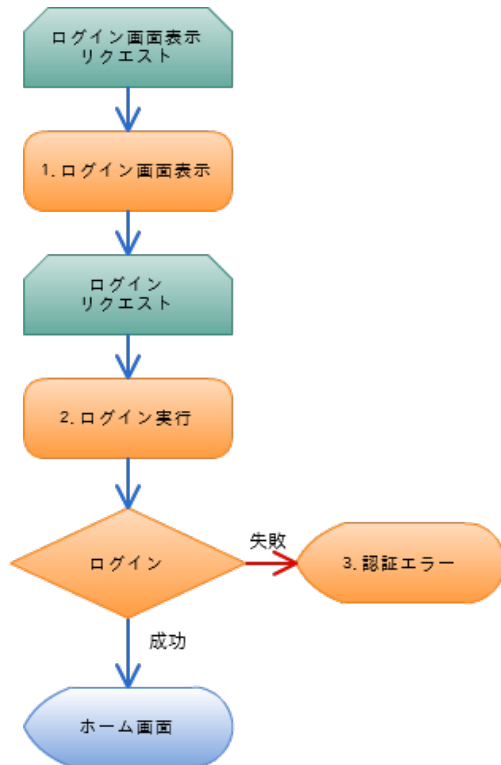 ログイン画面表示
リクエスト
1.ログイン画面表示
ログイン
リクエスト
2.ログイン実行
ログイン
失敗
3.認証エラー
成功
ホーム画面